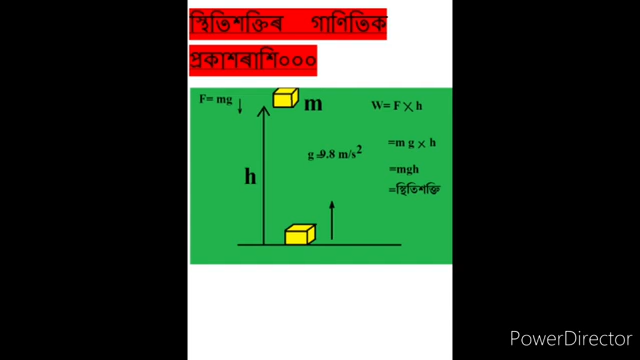 স্থিতিশক্তিৰ গাণিতিক
প্ৰকাশৰাশি০০০
F= mg
m
W= F × h
g=9.8 m/s²
=m g × h
h
=mgh
=স্থিতিশক্তি
PowerDirector